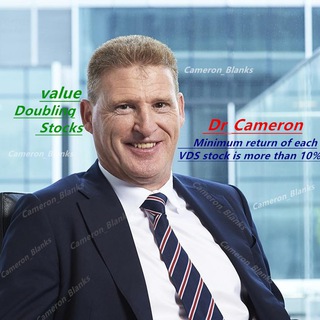 Cameron_Blanks
value
Doubling
Stocks
Dr Cameron
Minimum return of each
VDS stock is more than 10%
Cameron_Blanks
Cameron_Blanks
Cameron_Blanks
Cameron_Blanks
Cameron_Blanks
Cameron_Blanks
Cameron_Blanks